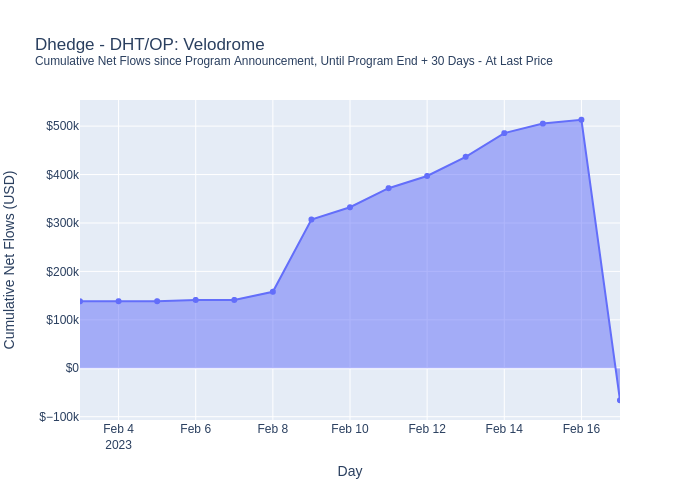 Dhedge - DHT/OP: Velodrome
Cumulative Net Flows since Program Announcement, Until Program End + 30 Days - At Last Price
Cumulative Net Flows (USD)
$500k
$400k
$300k
$200k
$100k
$0
$−100k
Feb 4
2023
Feb 6
Feb 8
Feb 10
Feb 12
Feb 14
Feb 16
Day